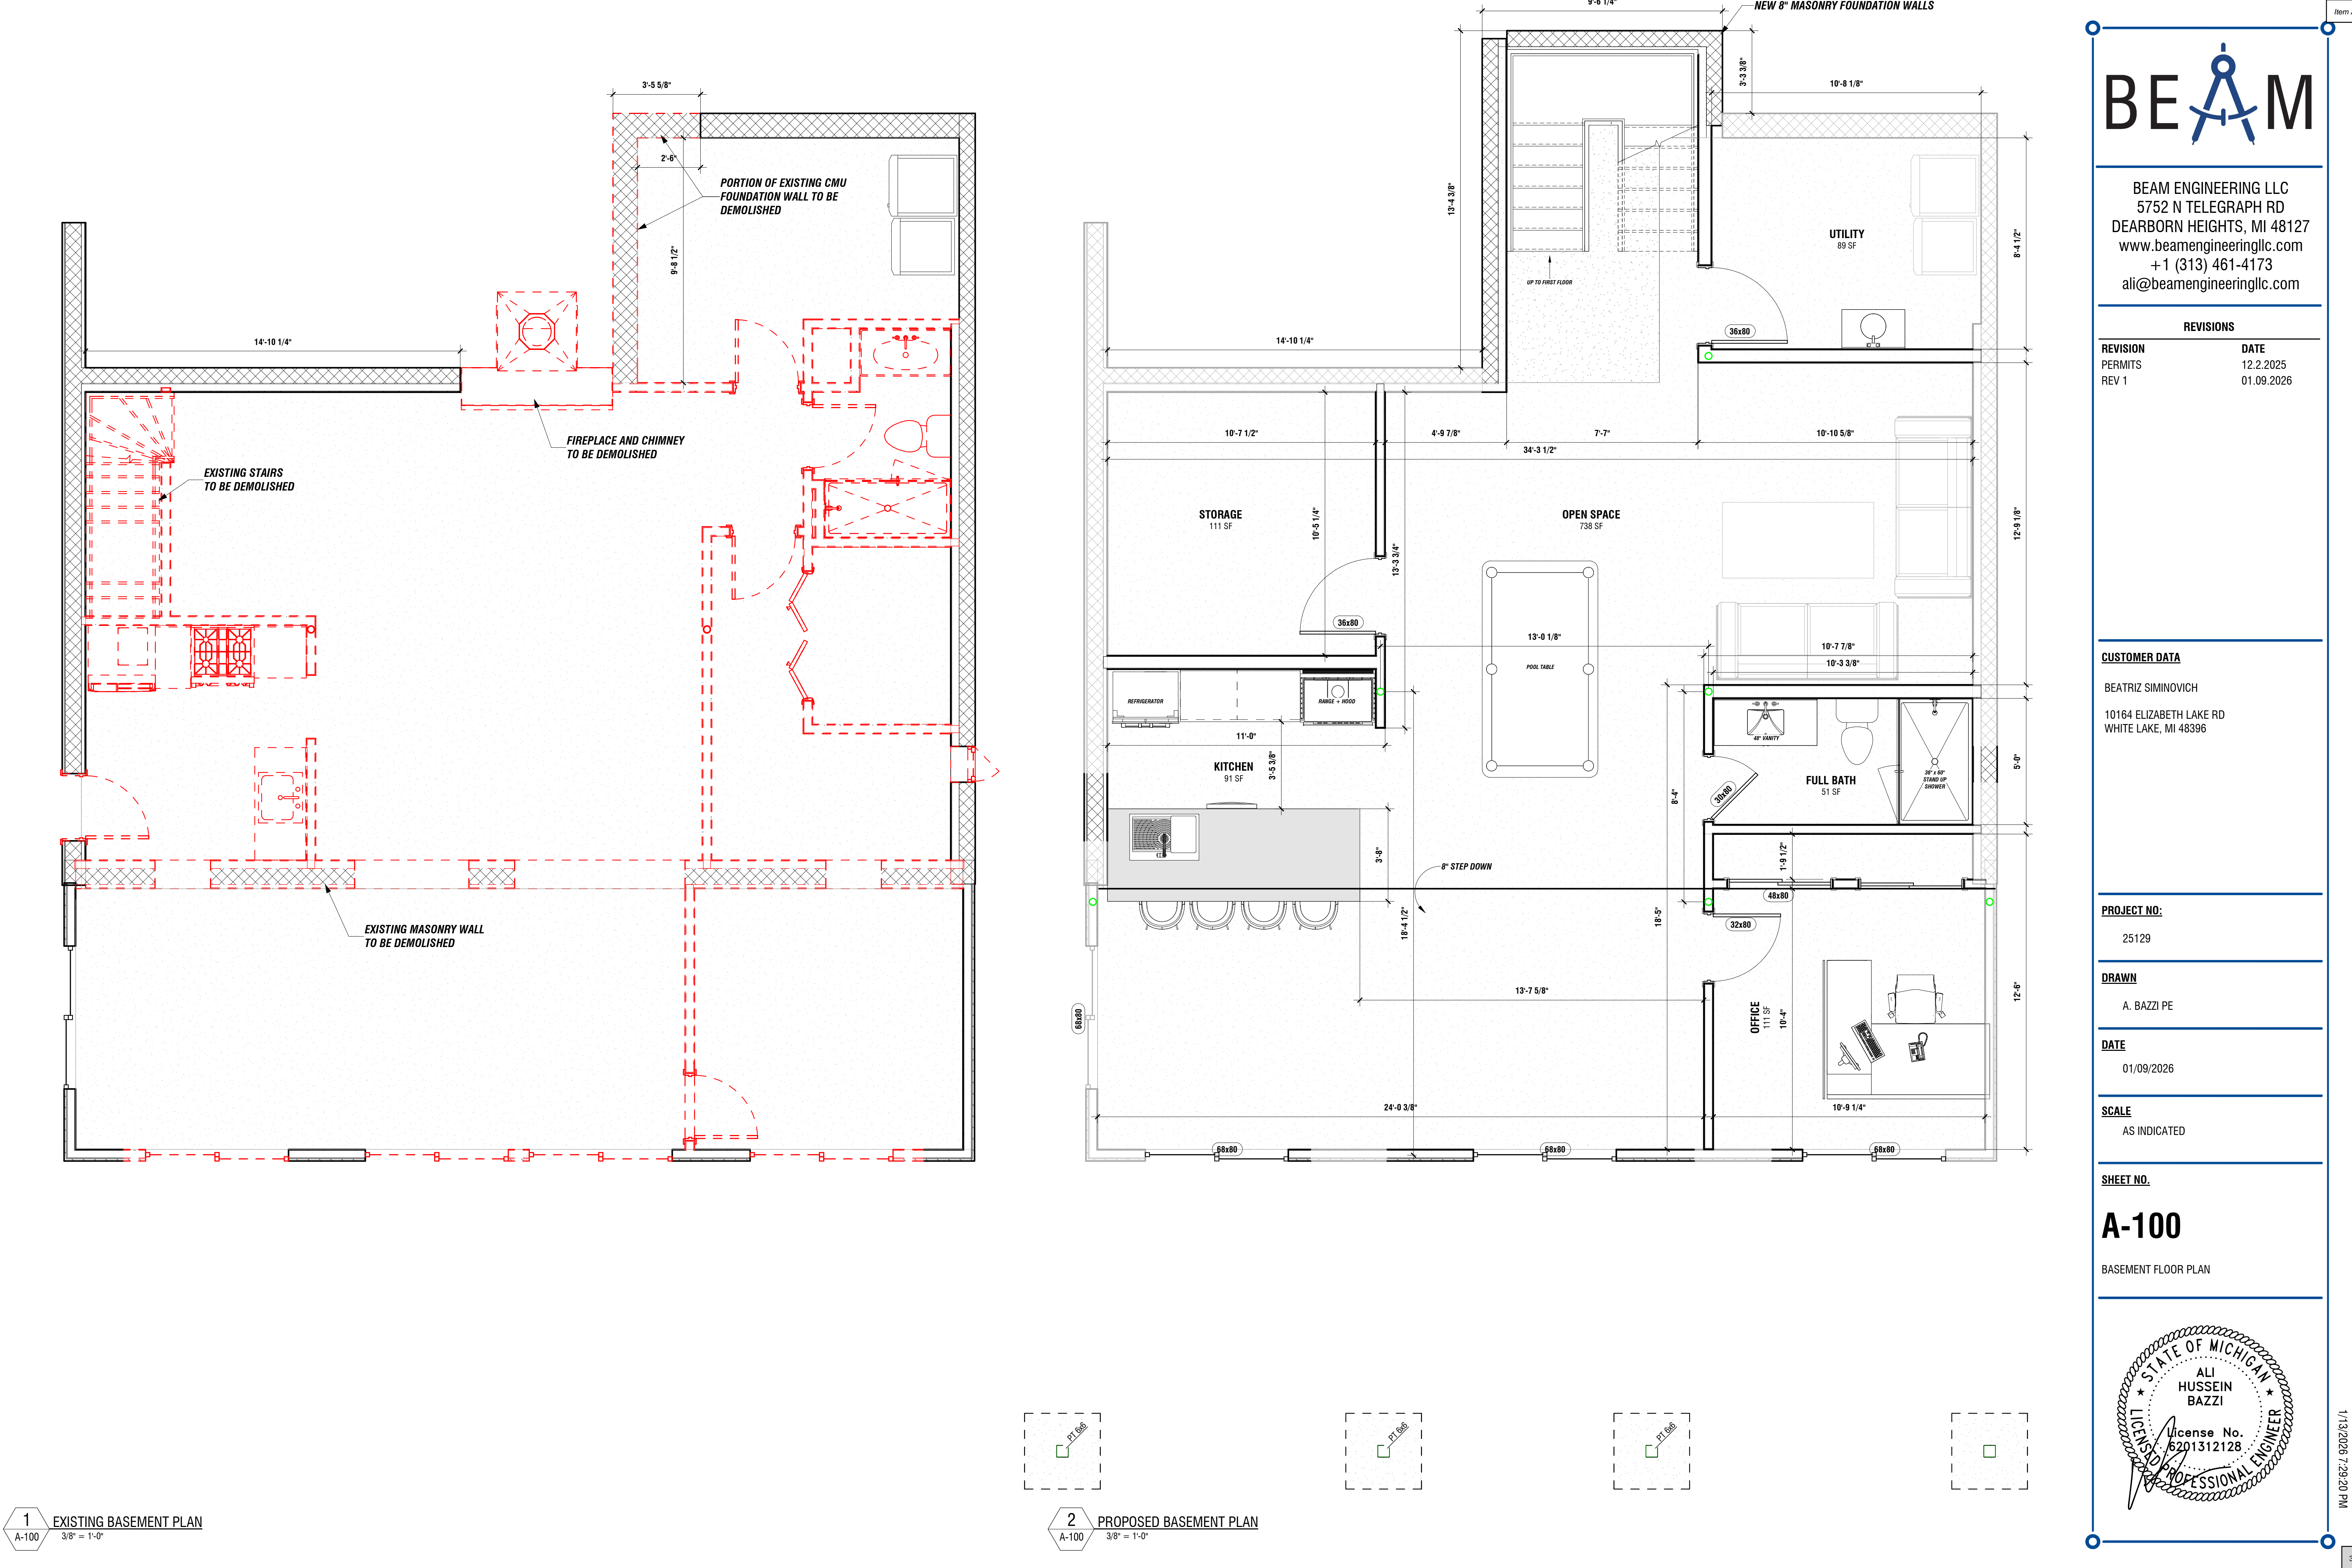 3'-5 5/8"
2'-6"
PORTION OF EXISTING CMU
FOUNDATION WALL TO BE
DEMOLISHED
9'-8 1/2"
14'-10 1/4"
FIREPLACE AND CHIMNEY
TO BE DEMOLISHED
EXISTING STAIRS
TO BE DEMOLISHED
EXISTING MASONRY WALL
TO BE DEMOLISHED
1
A-100
EXISTING BASEMENT PLAN
3/8" = 1'-0"
9'-6 1/4"
NEW 8" MASONRY FOUNDATION WALLS
3'-3 3/8"
10'-8 1/8"
13'-4 3/8"
UTILITY
89 SF
8'-4 1/2"
UP TO FIRST FLOOR
36x80
14'-10 1/4"
10'-7 1/2"
4'-9 7/8"
7'-7"
10'-10 5/8"
34'-3 1/2"
STORAGE
111 SF
10'-5 1/4"
13'-3 3/4"
OPEN SPACE
738 SF
12'-9 1/8"
36x80
13'-0 1/8"
10'-7 7/8"
10'-3 3/8"
POOL TABLE
REFRIGERATOR
RANGE + HOOD
11'-0"
KITCHEN
91 SF
3'-5 3/8"
48" VANITY
FULL BATH
51 SF
36" x 60"
STAND UP
SHOWER
5'-0"
30x80
8'-4"
3'-8"
8" STEP DOWN
1'-9 1/2"
48x80
32x80
18'-4 1/2"
18'-5"
13'-7 5/8"
OFFICE
111 SF
10'-4"
12'-6"
68x80
24'-0 3/8"
10'-9 1/4"
68x80
68x80
68x80
PT 6x6
PT 6x6
PT 6x6
2
A-100
PROPOSED BASEMENT PLAN
3/8" = 1'-0"
Item
BEAM
BEAM ENGINEERING LLC
5752 N TELEGRAPH RD
DEARBORN HEIGHTS, MI 48127
www.beamengineeringllc.com
+1 (313) 461-4173
ali@beamengineeringllc.com
REVISIONS
REVISION DATE
PERMITS 12.2.2025
REV 1 01.09.2026
CUSTOMER DATA
BEATRIZ SIMINOVICH
10164 ELIZABETH LAKE RD
WHITE LAKE, MI 48396
PROJECT NO:
25129
DRAWN
A. BAZZI PE
DATE
01/09/2026
SCALE
AS INDICATED
SHEET NO.
A-100
BASEMENT FLOOR PLAN
STATE OF MICHIGAN
ALI
HUSSEIN
BAZZI
License No.
6201312128
LICENSED PROFESSIONAL ENGINEER
1/13/2026 7:29:20 PM